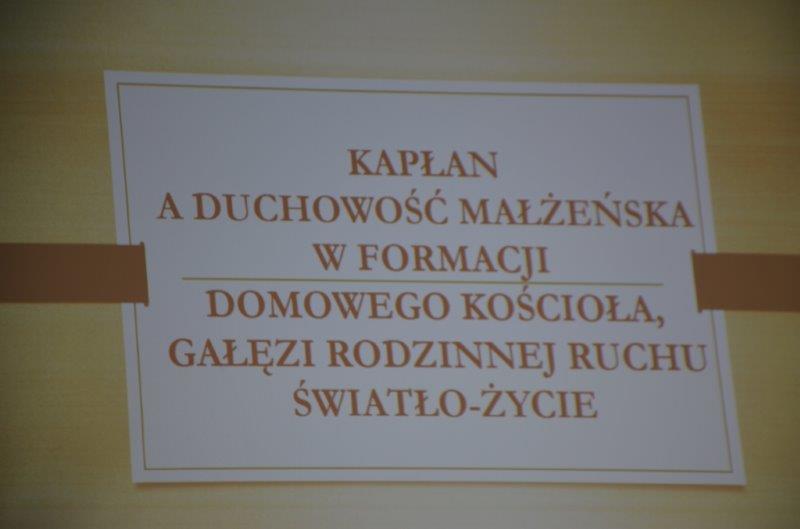 KAPŁAN
A DUCHOWOŚĆ MAŁŻEŃSKA
W FORMACJI
DOMOWEGO KOŚCIOŁA,
GAŁĘZI RODZINNEJ RUCHU
ŚWIATŁO-ŻYCIE